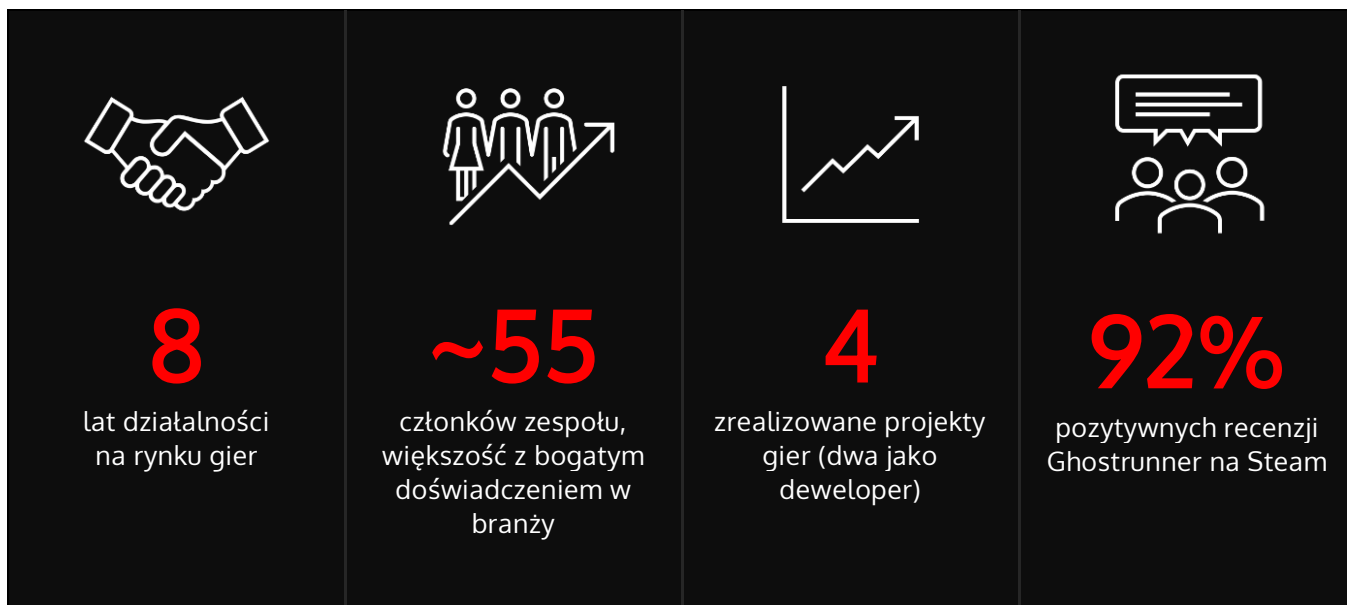 8
lat działalności
na rynku gier
~55
członków zespołu,
większość z bogatym
doświadczeniem w
branży
4
zrealizowane projekty
gier (dwa jako
deweloper)
92%
pozytywnych recenzji
Ghostrunner na Steam